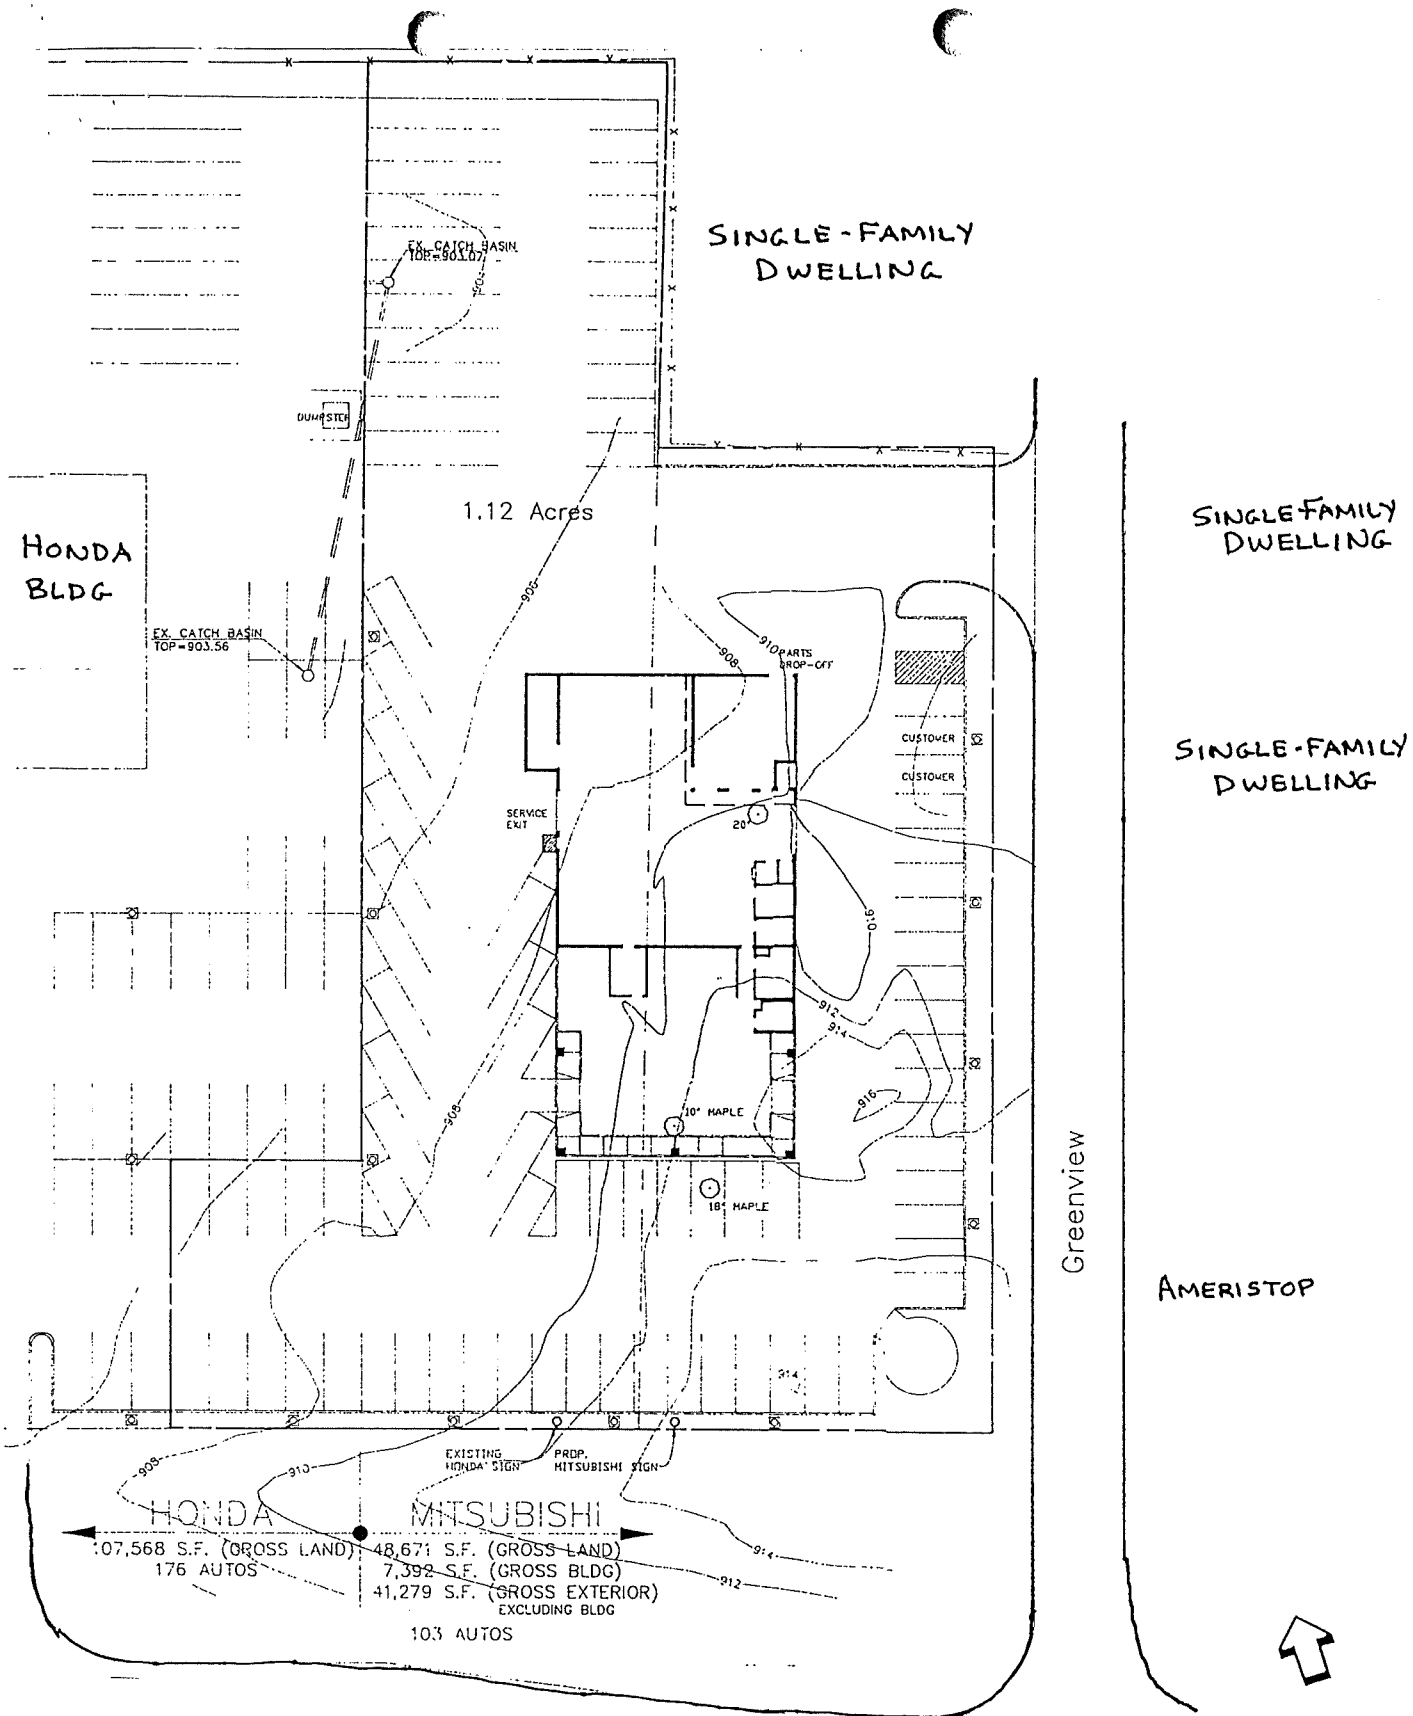 SINGLE-FAMILY
DWELLING
EX. CATCH BASIN
TOP=903.07
DUMPSTER
1.12 Acres
SINGLE FAMILY
DWELLING
HONDA
BLDG
906
EX. CATCH BASIN
TOP=903.56
908
910
PARTS
DROP-OFF
CUSTOMER
CUSTOMER
SINGLE-FAMILY
DWELLING
SERVICE
EXIT
20"
910
912
914
916
908
10" MAPLE
18" MAPLE
Greenview
AMERISTOP
914
EXISTING
HONDA SIGN
PROP.
MITSUBISHI SIGN
908
910
HONDA
MITSUBISHI
107,568 S.F. (GROSS LAND)
176 AUTOS
48,671 S.F. (GROSS LAND)
7,392 S.F. (GROSS BLDG)
41,279 S.F. (GROSS EXTERIOR)
EXCLUDING BLDG
103 AUTOS
914
912